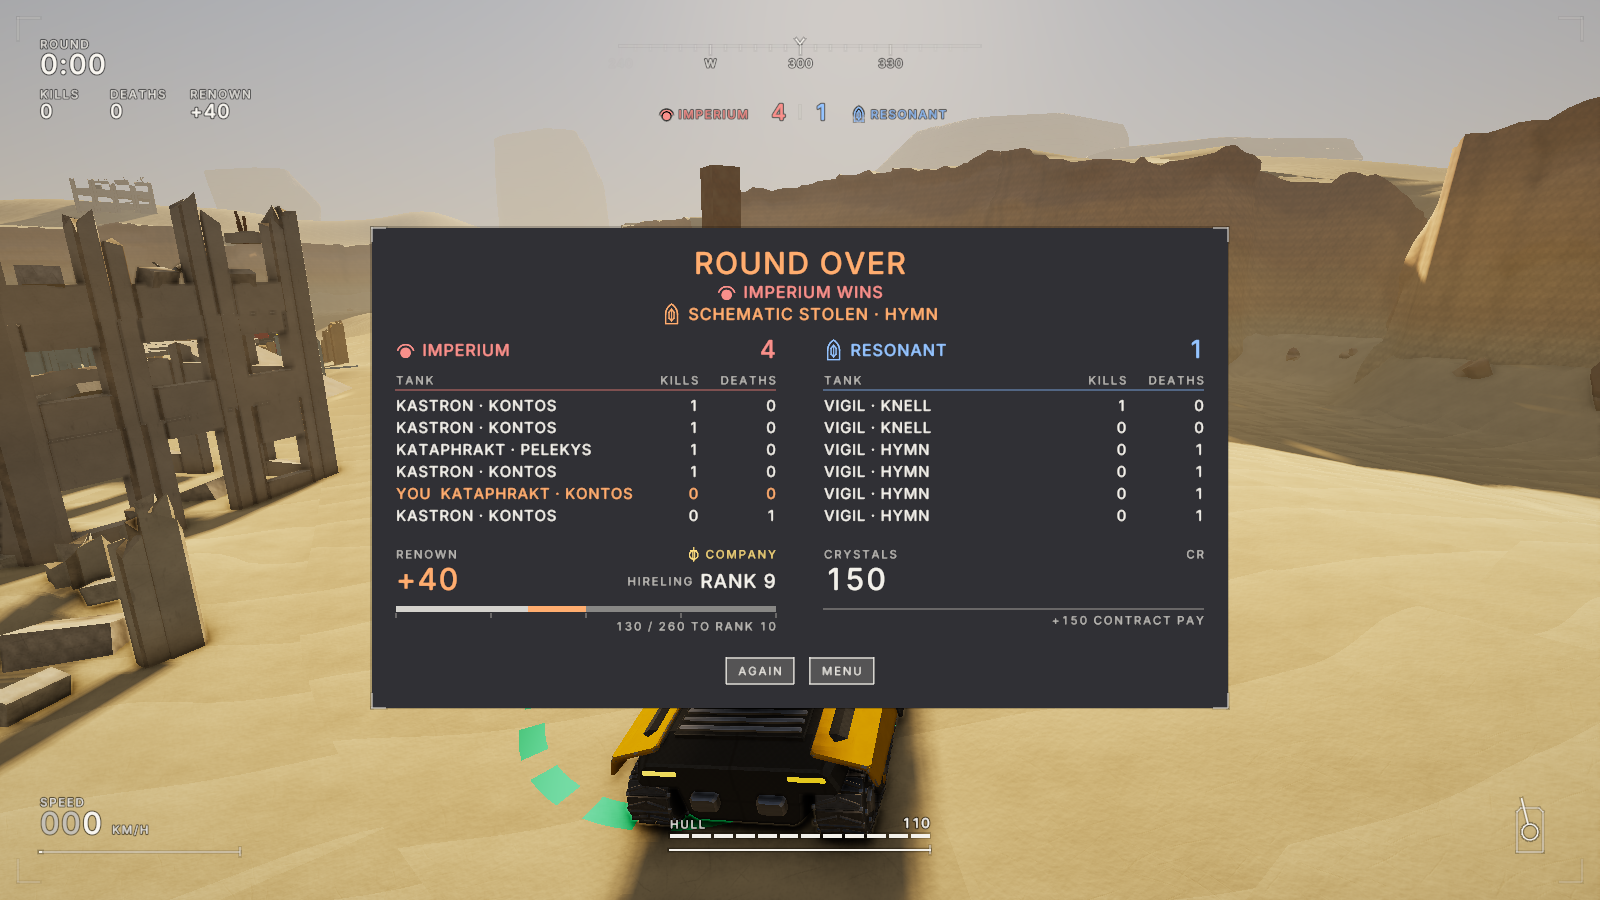 ROUND
0:00
KILLS DEATHS RENOWN
0 0 +40
W 300 330
IMPERIUM 4 1 RESONANT
ROUND OVER
IMPERIUM WINS
SCHEMATIC STOLEN · HYMN
IMPERIUM 4
TANK KILLS DEATHS
KASTRON · KONTOS 1 0
KASTRON · KONTOS 1 0
KATAPHRAKT · PELEKYS 1 0
KASTRON · KONTOS 1 0
YOU KATAPHRAKT · KONTOS 0 0
KASTRON · KONTOS 0 1
RESONANT 1
TANK KILLS DEATHS
VIGIL · KNELL 1 0
VIGIL · KNELL 0 0
VIGIL · HYMN 0 1
VIGIL · HYMN 0 1
VIGIL · HYMN 0 1
VIGIL · HYMN 0 1
RENOWN COMPANY
+40 HIRELING RANK 9
130 / 260 TO RANK 10
CRYSTALS CR
150
+150 CONTRACT PAY
AGAIN MENU
SPEED
000 KM/H
HULL 110